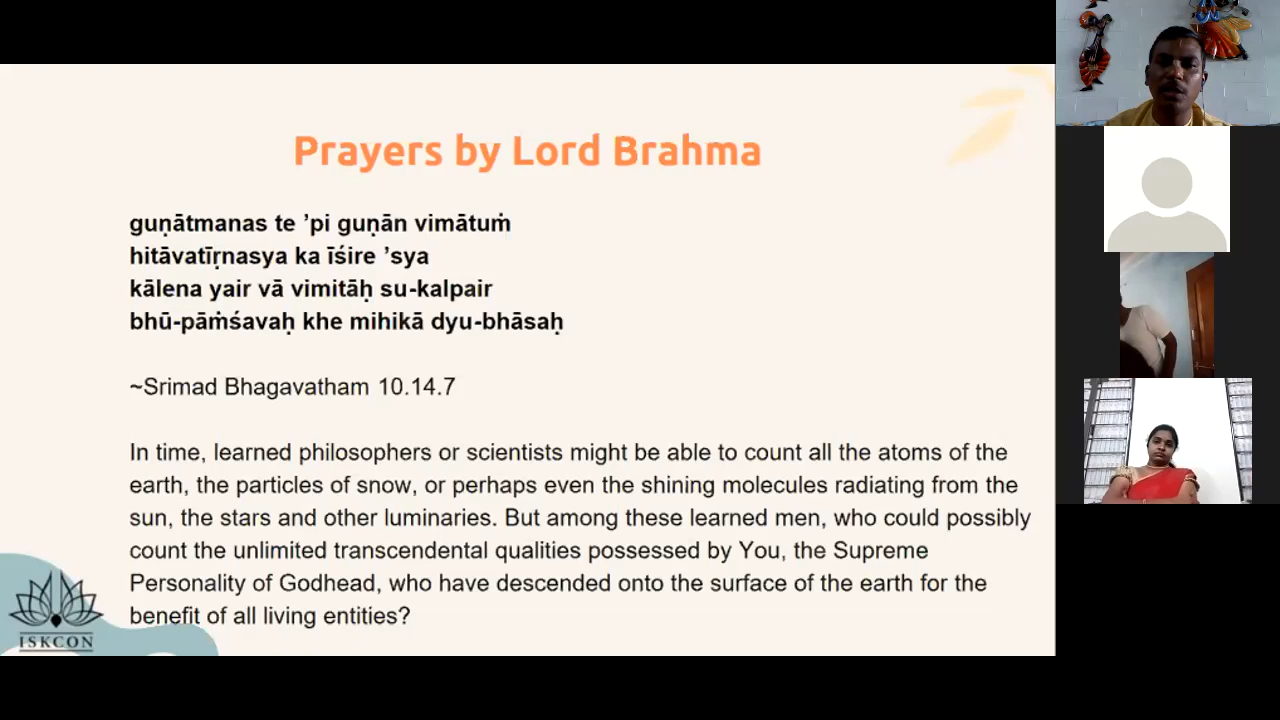 Prayers by Lord Brahma
guṇātmanas te ’pi guṇān vimātuṁ
hitāvatīṛnasya ka īśire ’sya
kālena yair vā vimitāḥ su-kalpair
bhū-pāṁśavaḥ khe mihikā dyu-bhāsaḥ
~Srimad Bhagavatham 10.14.7
In time, learned philosophers or scientists might be able to count all the atoms of the
earth, the particles of snow, or perhaps even the shining molecules radiating from the
sun, the stars and other luminaries. But among these learned men, who could possibly
count the unlimited transcendental qualities possessed by You, the Supreme
Personality of Godhead, who have descended onto the surface of the earth for the
benefit of all living entities?
ISKCON